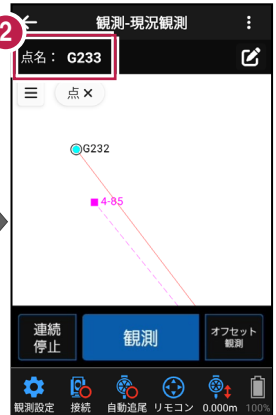 2
観測-現況観測
点名： G233
点 ×
G232
4-85
連続
停止
観測
オフセット
観測
観測設定 接続 自動追尾 リモコン 0.000m 100%